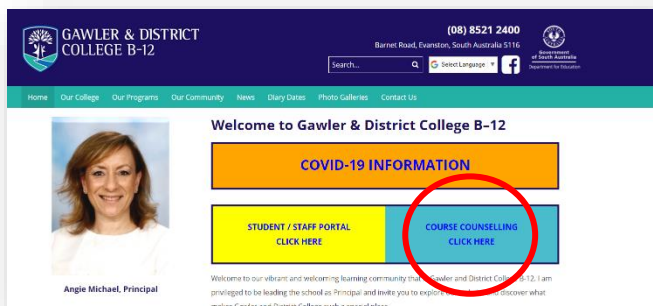 GAWLER & DISTRICT
COLLEGE B-12
(08) 8521 2400
Barnet Road, Evanston, South Australia 5116
Search...
G Select Language ▼
f
Government
of South Australia
Department for Education
Home Our College Our Programs Our Community News Diary Dates Photo Galleries Contact Us
Welcome to Gawler & District College B–12
COVID-19 INFORMATION
STUDENT / STAFF PORTAL
CLICK HERE
COURSE COUNSELLING
CLICK HERE
Angie Michael, Principal
Welcome to our vibrant and welcoming learning community that is Gawler and District College B-12. I am
privileged to be leading the school as Principal and invite you to explore and discover what